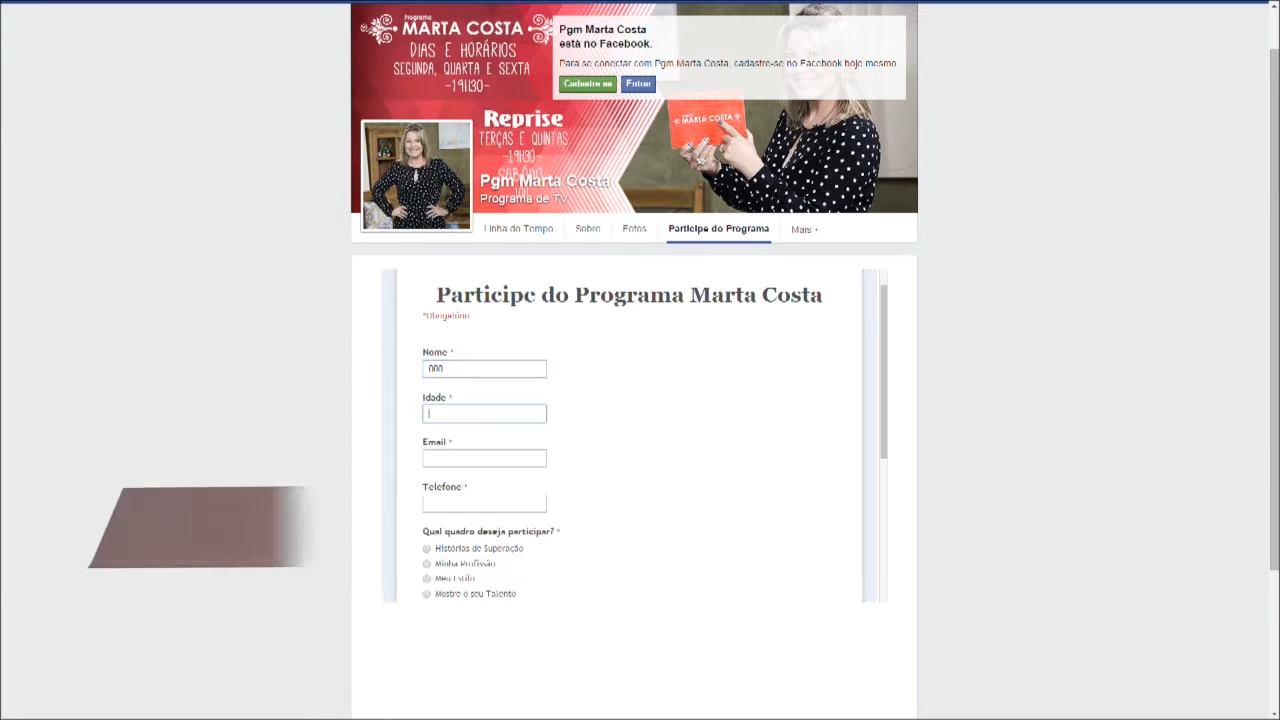 Programa
MARTA COSTA
DIAS E HORÁRIOS
SEGUNDA, QUARTA E SEXTA
-19H30-
Reprise
TERÇAS E QUINTAS
-19H30-
SABÁDO
Pgm Marta Costa
está no Facebook.
Para se conectar com Pgm Marta Costa, cadastre-se no Facebook hoje mesmo
Cadastre-se Entrar
MARTA COSTA
Pgm Marta Costa
Programa de TV
Linha do Tempo Sobre Fotos Participe do Programa Mais
Participe do Programa Marta Costa
*Obrigatório
Nome *
000
Idade *
Email *
Telefone *
Qual quadro deseja participar? *
Histórias de Superação
Minha Profissão
Meu Estilo
Mostre o seu Talento